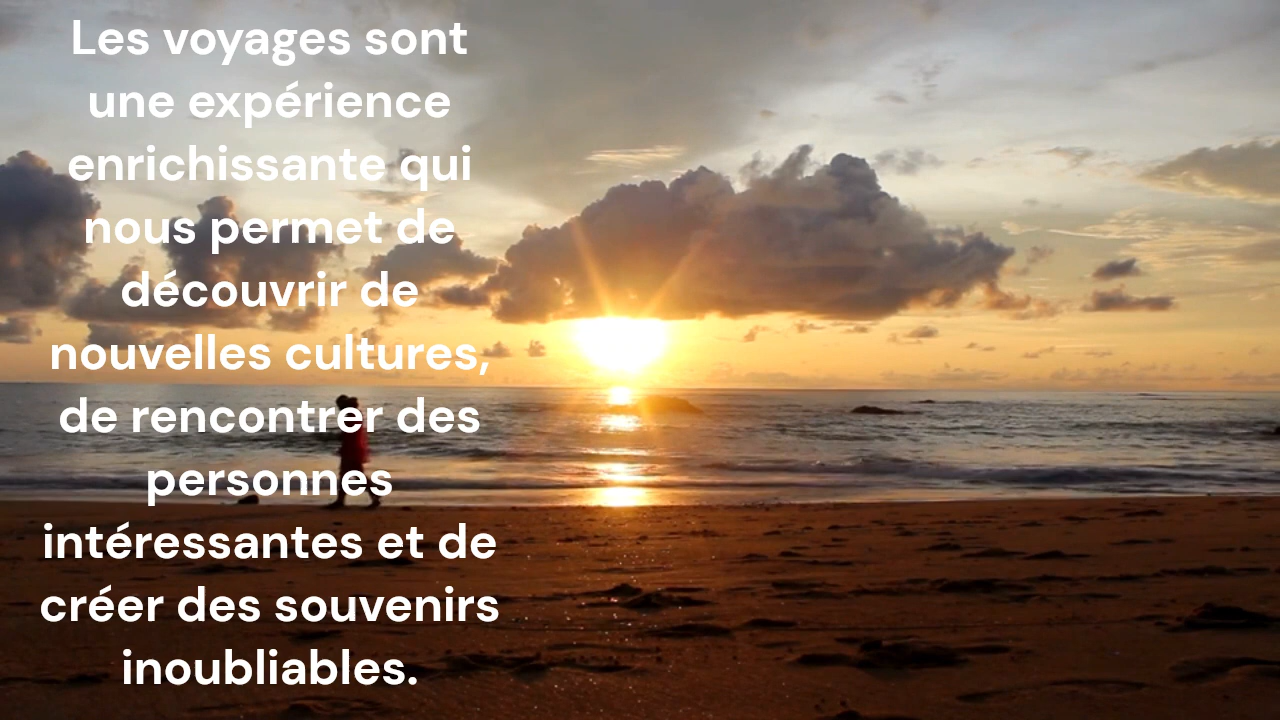 Les voyages sont
une expérience
enrichissante qui
nous permet de
découvrir de
nouvelles cultures,
de rencontrer des
personnes
intéressantes et de
créer des souvenirs
inoubliables.